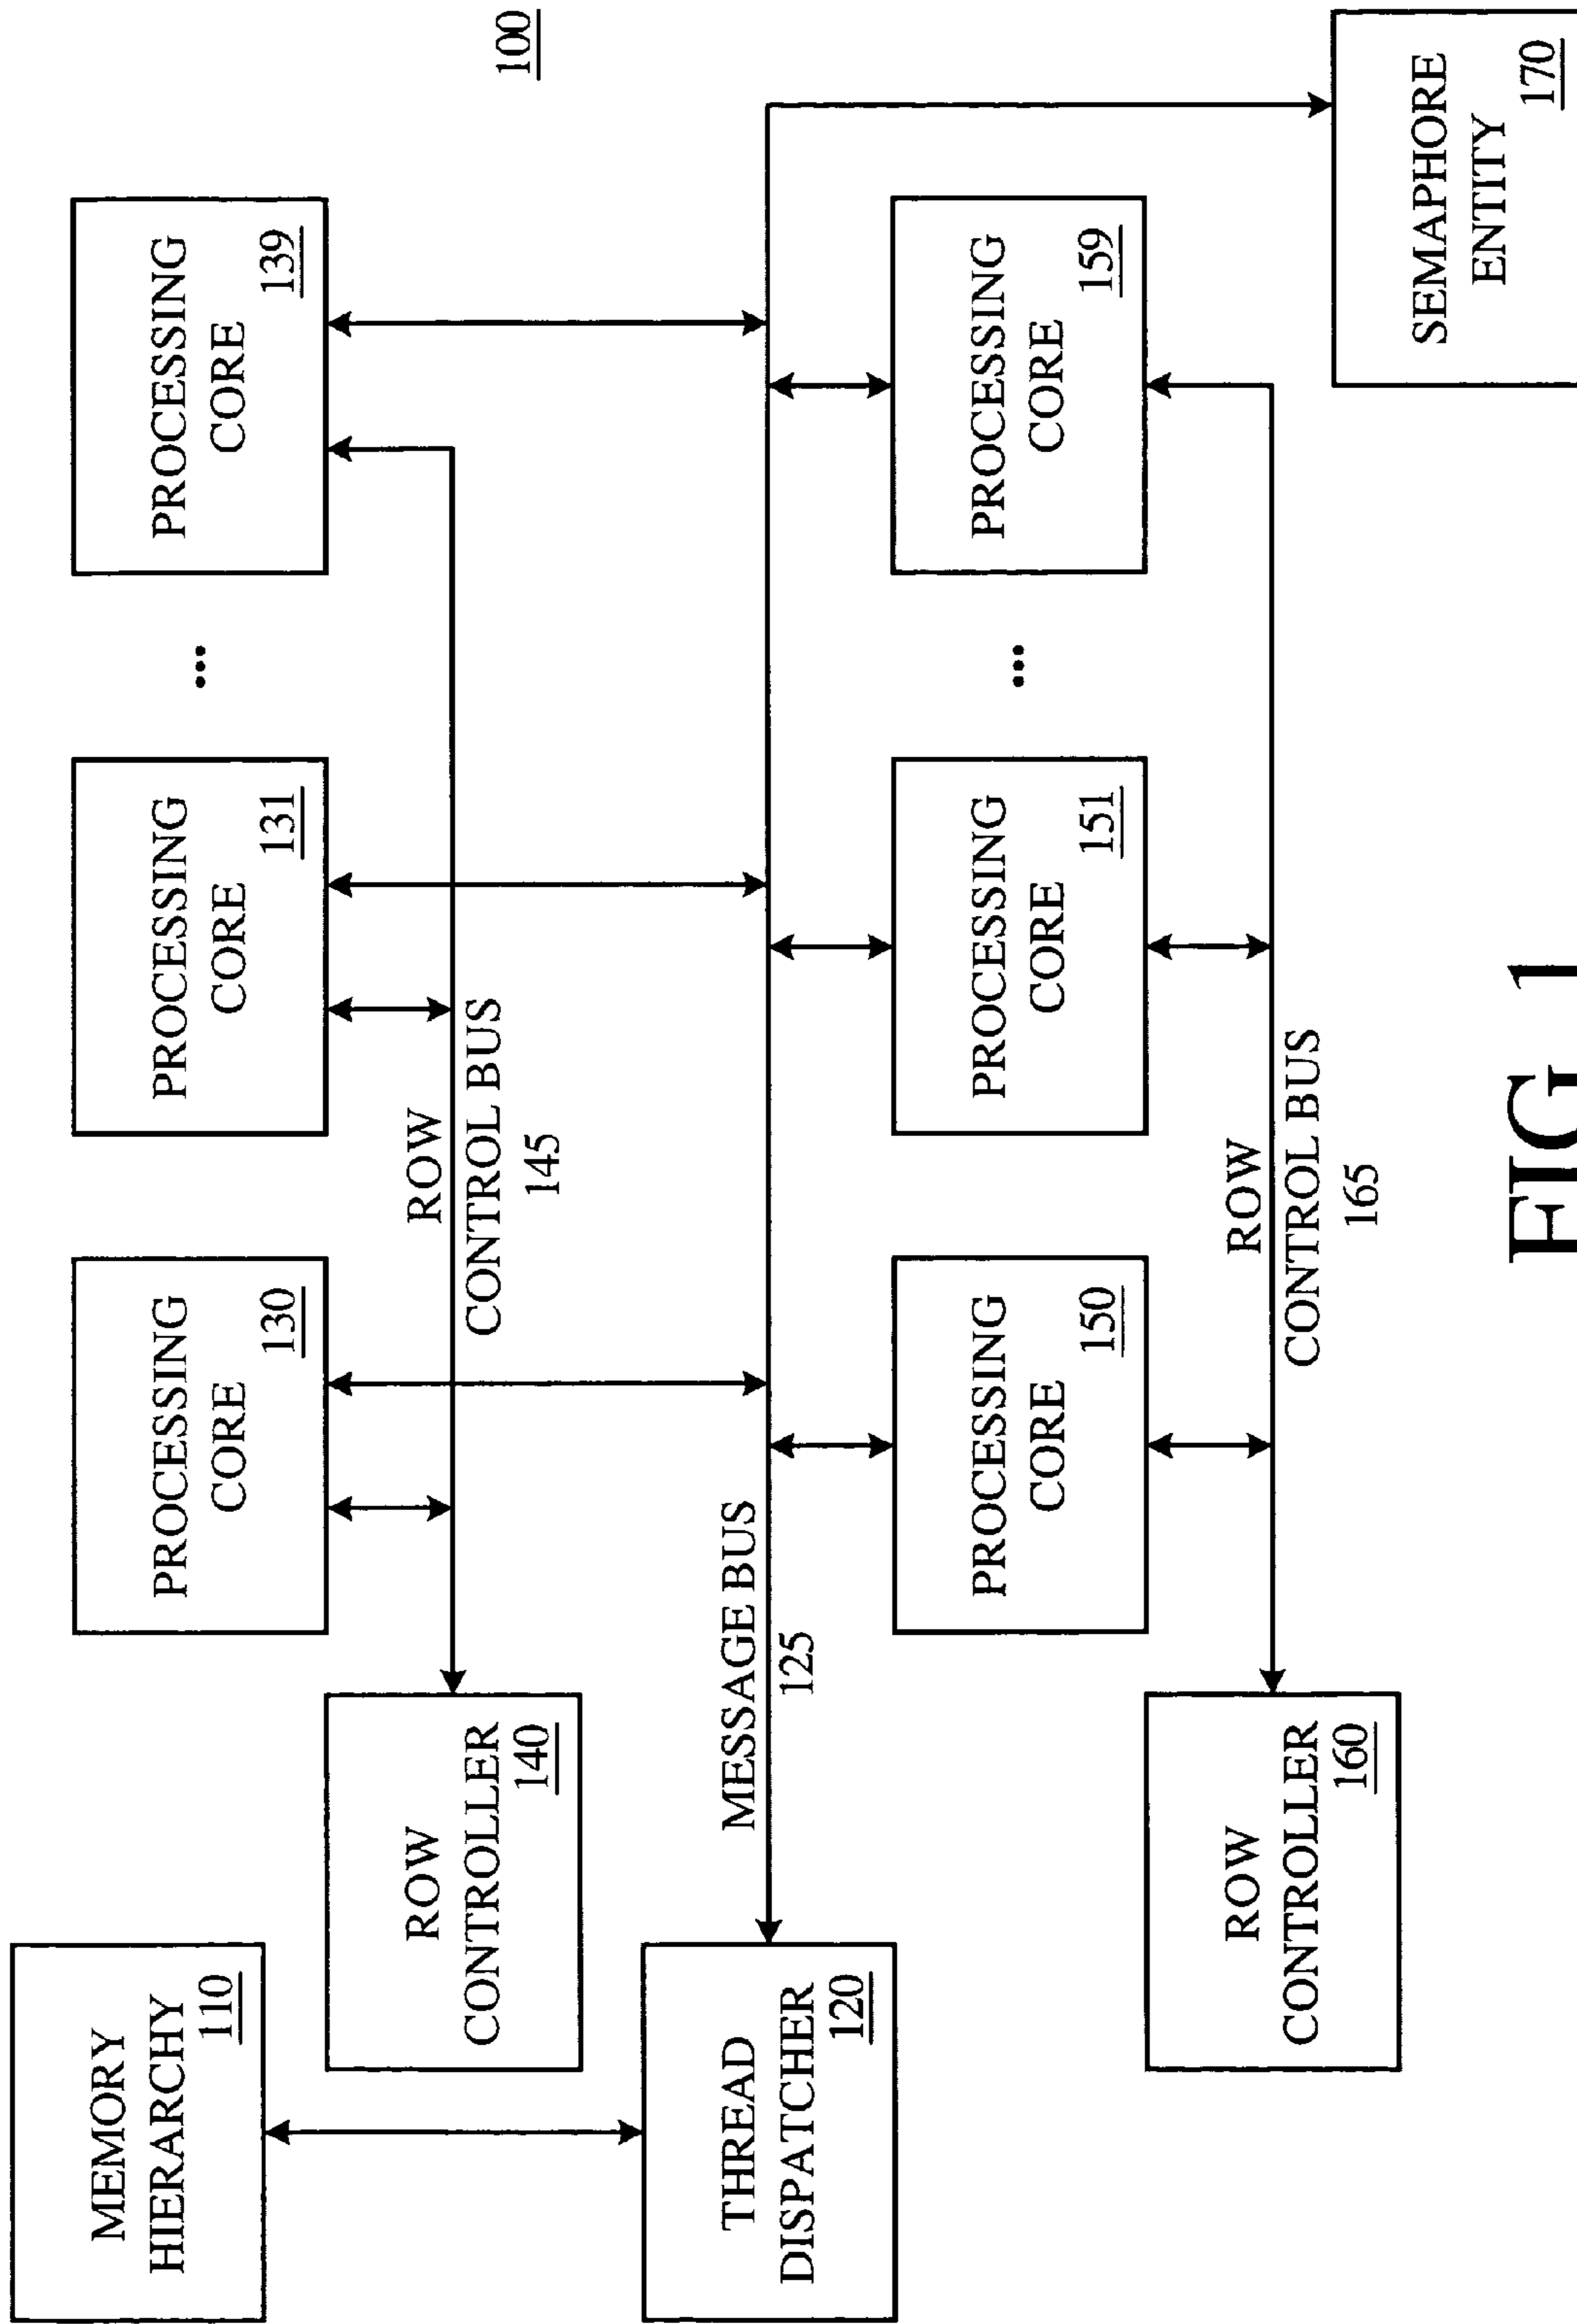 100
MEMORY
HIERARCHY
110
PROCESSING
CORE
130
PROCESSING
CORE
131
...
PROCESSING
CORE
139
ROW
CONTROLLER
140
ROW
CONTROL BUS
145
THREAD
DISPATCHER
120
MESSAGE BUS
125
PROCESSING
CORE
150
PROCESSING
CORE
151
...
PROCESSING
CORE
159
ROW
CONTROLLER
160
ROW
CONTROL BUS
165
SEMAPHORE
ENTITY
170
FIG. 1